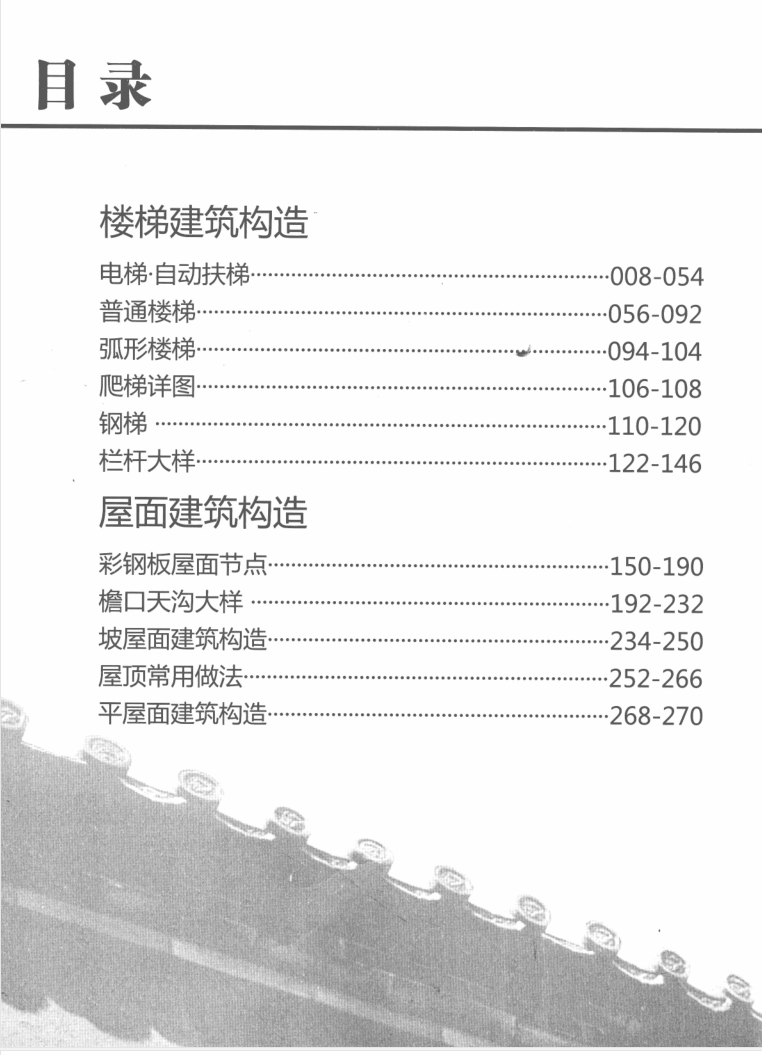 目录
楼梯建筑构造
电梯·自动扶梯························008-054
普通楼梯························056-092
弧形楼梯························094-104
爬梯详图························106-108
钢梯 ························110-120
栏杆大样························122-146
屋面建筑构造
彩钢板屋面节点························150-190
檐口天沟大样 ························192-232
坡屋面建筑构造························234-250
屋顶常用做法························252-266
平屋面建筑构造························268-270